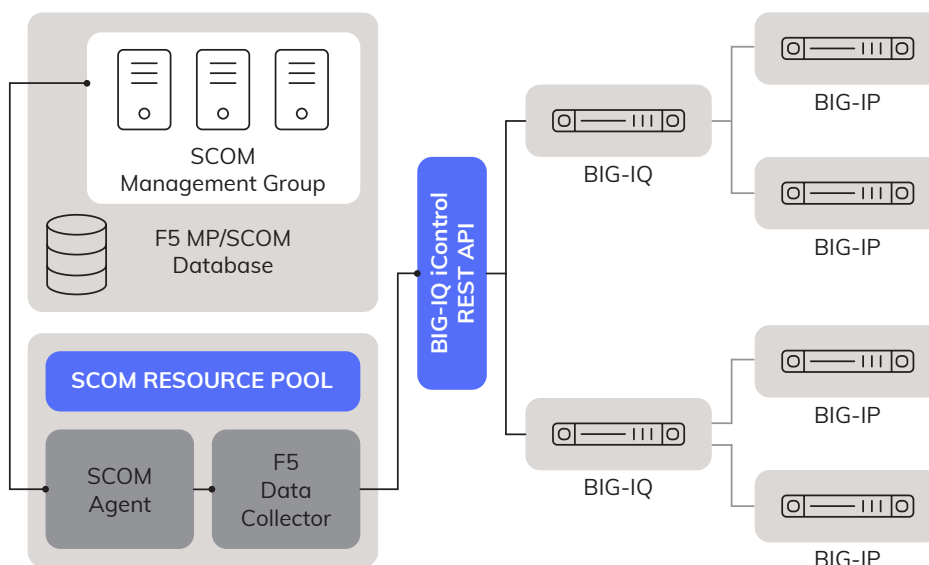 SCOM
Management Group
F5 MP/SCOM
Database
SCOM RESOURCE POOL
SCOM
Agent
F5
Data
Collector
BIG-IQ iControl
REST API
BIG-IQ
BIG-IP
BIG-IP
BIG-IQ
BIG-IP
BIG-IP